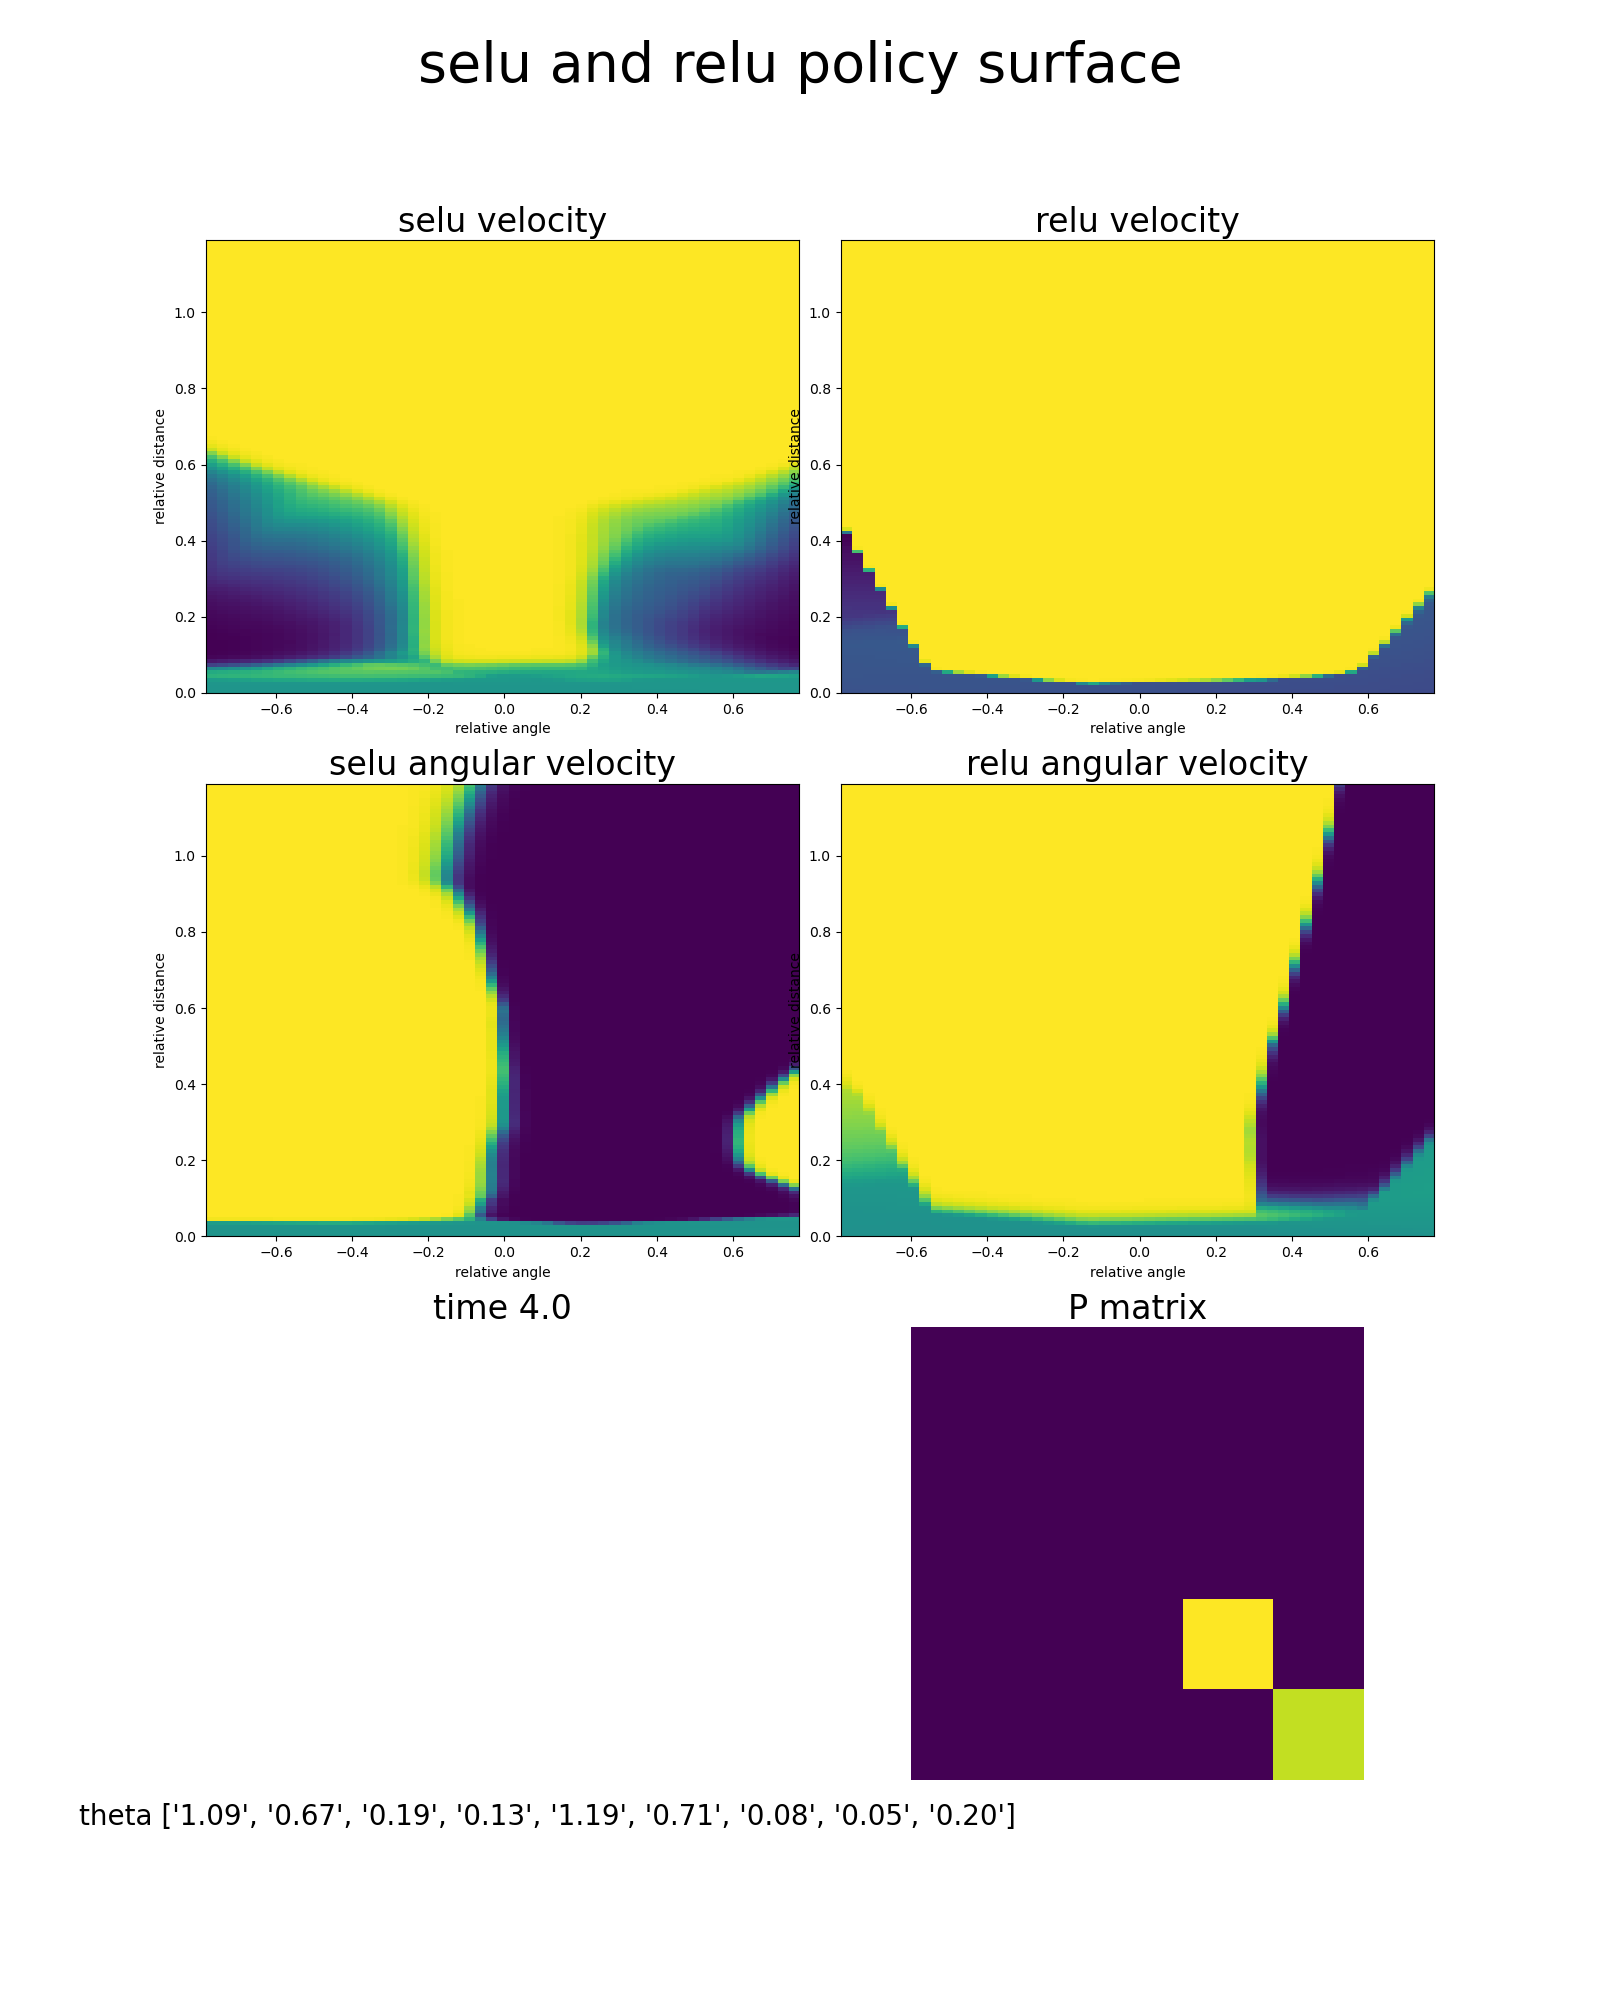 selu and relu policy surface
selu velocity
relu velocity
relative distance
1.0
0.8
0.6
0.4
0.2
0.0
−0.6 −0.4 −0.2 0.0 0.2 0.4 0.6
relative angle
relative distance
1.0
0.8
0.6
0.4
0.2
0.0
−0.6 −0.4 −0.2 0.0 0.2 0.4 0.6
relative angle
selu angular velocity
relu angular velocity
relative distance
1.0
0.8
0.6
0.4
0.2
0.0
−0.6 −0.4 −0.2 0.0 0.2 0.4 0.6
relative angle
relative distance
1.0
0.8
0.6
0.4
0.2
0.0
−0.6 −0.4 −0.2 0.0 0.2 0.4 0.6
relative angle
time 4.0
P matrix
theta ['1.09', '0.67', '0.19', '0.13', '1.19', '0.71', '0.08', '0.05', '0.20']